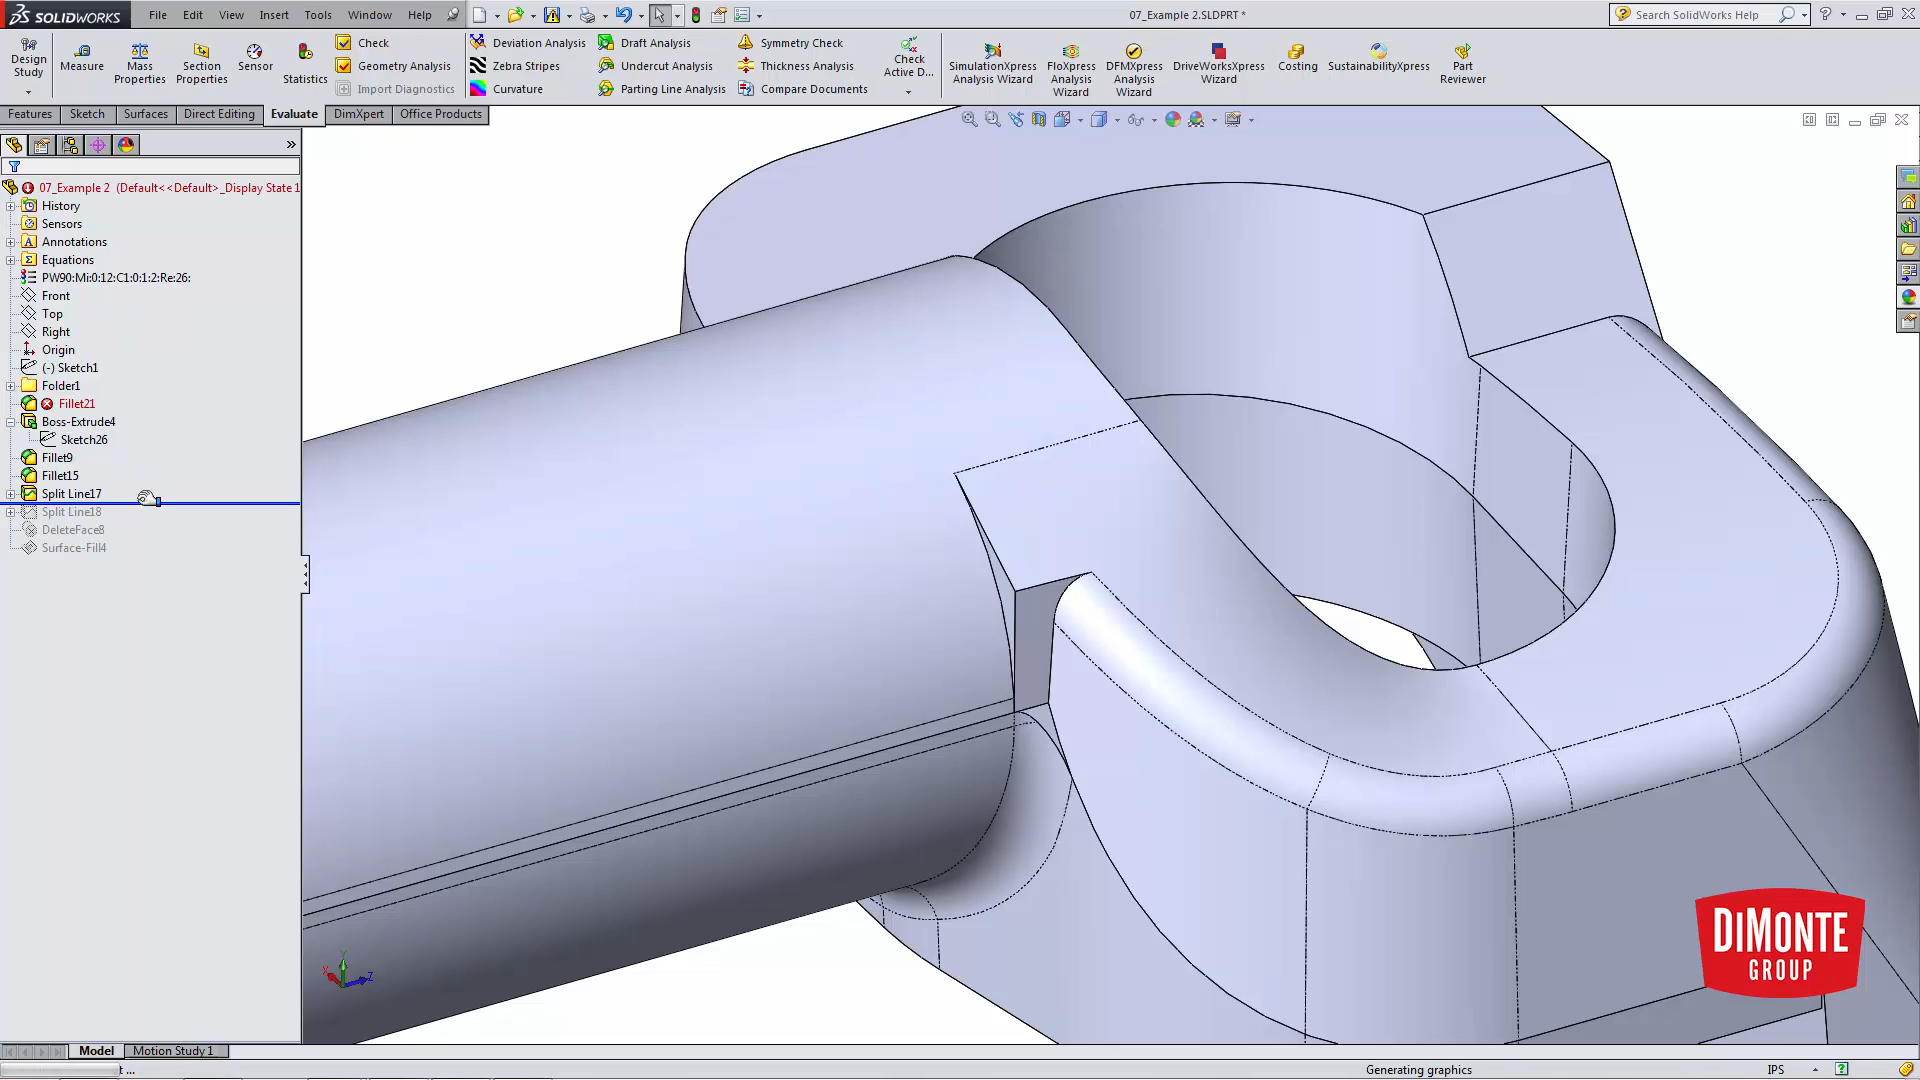 SOLIDWORKS
File
Edit
View
Insert
Tools
Window
Help
07_Example 2.SLDPRT *
Search SolidWorks Help
Design
Study
Measure
Mass
Properties
Section
Properties
Sensor
Statistics
Check
Geometry Analysis
Import Diagnostics
Deviation Analysis
Zebra Stripes
Curvature
Draft Analysis
Undercut Analysis
Parting Line Analysis
Symmetry Check
Thickness Analysis
Compare Documents
Check
Active D...
SimulationXpress
Analysis Wizard
FloXpress
Analysis
Wizard
DFMXpress
Analysis
Wizard
DriveWorksXpress
Wizard
Costing
SustainabilityXpress
Part
Reviewer
Features
Sketch
Surfaces
Direct Editing
Evaluate
DimXpert
Office Products
07_Example 2 (Default<<Default>_Display State 1
History
Sensors
Annotations
Equations
PW90:Mi:0:12:C1:0:1:2:Re:26:
Front
Top
Right
Origin
(-) Sketch1
Folder1
Fillet21
Boss-Extrude4
Sketch26
Fillet9
Fillet15
Split Line17
Split Line18
DeleteFace8
Surface-Fill4
Y
X
Z
DIMONTE
GROUP
Model
Motion Study 1
t ...
Generating graphics
IPS